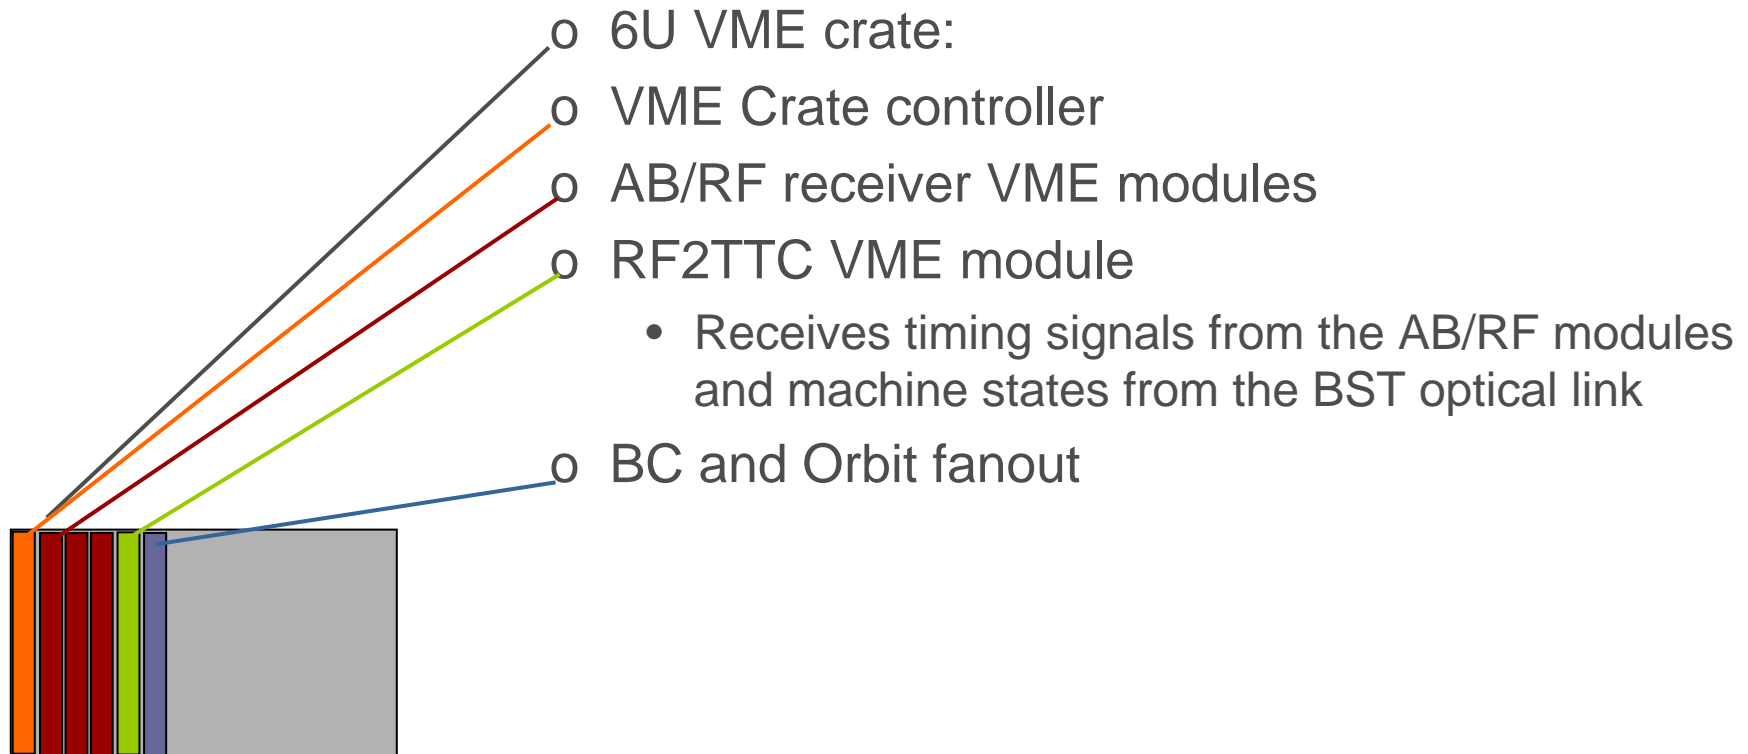 o 6U VME crate:
o VME Crate controller
o AB/RF receiver VME modules
o RF2TTC VME module
• Receives timing signals from the AB/RF modules
and machine states from the BST optical link
o BC and Orbit fanout